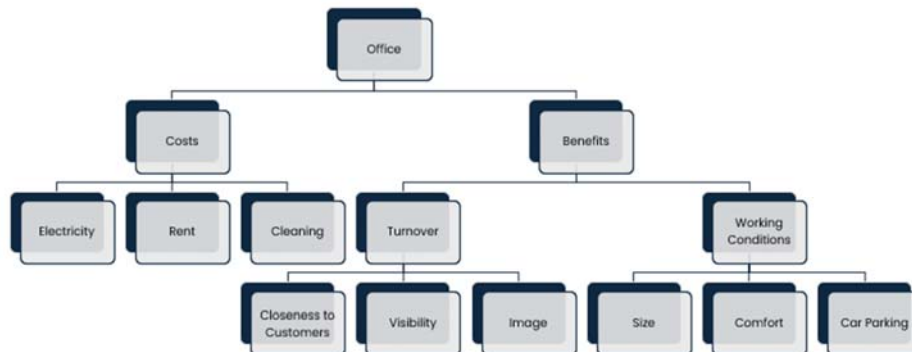 Office
Costs
Benefits
Electricity
Rent
Cleaning
Turnover
Working
Conditions
Closeness to
Customers
Visibility
Image
Size
Comfort
Car Parking